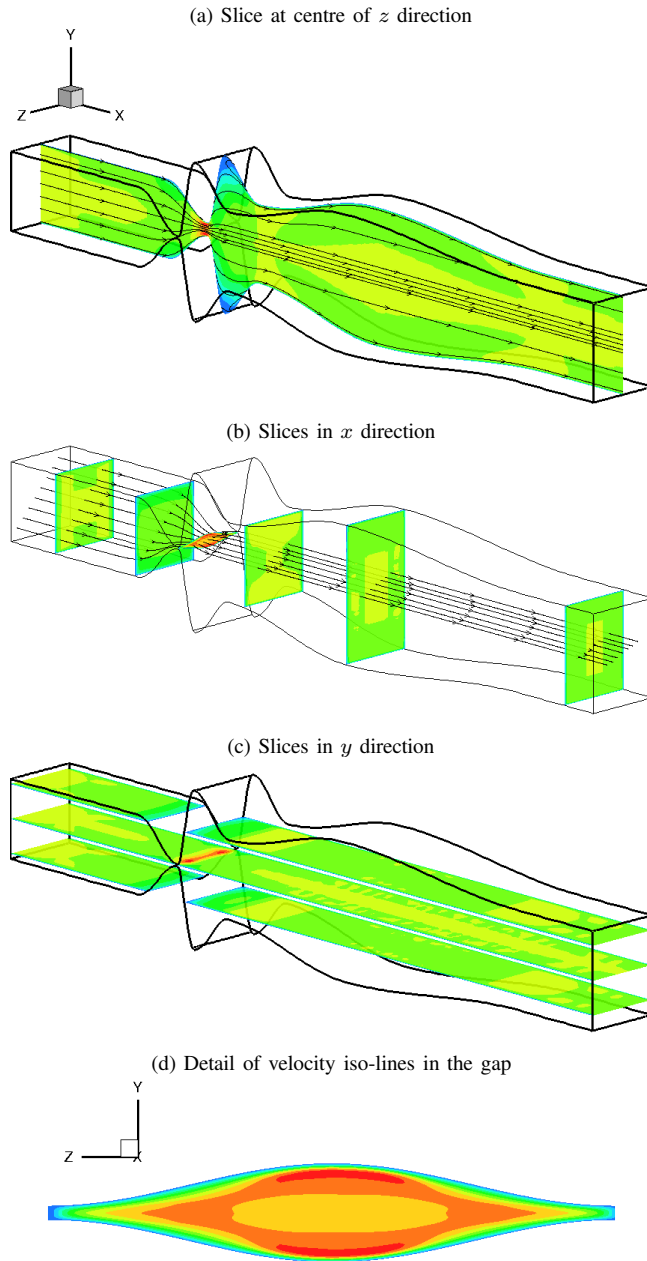 (a) Slice at centre of z direction
Y
Z X
(b) Slices in x direction
(c) Slices in y direction
(d) Detail of velocity iso-lines in the gap
Y
Z X